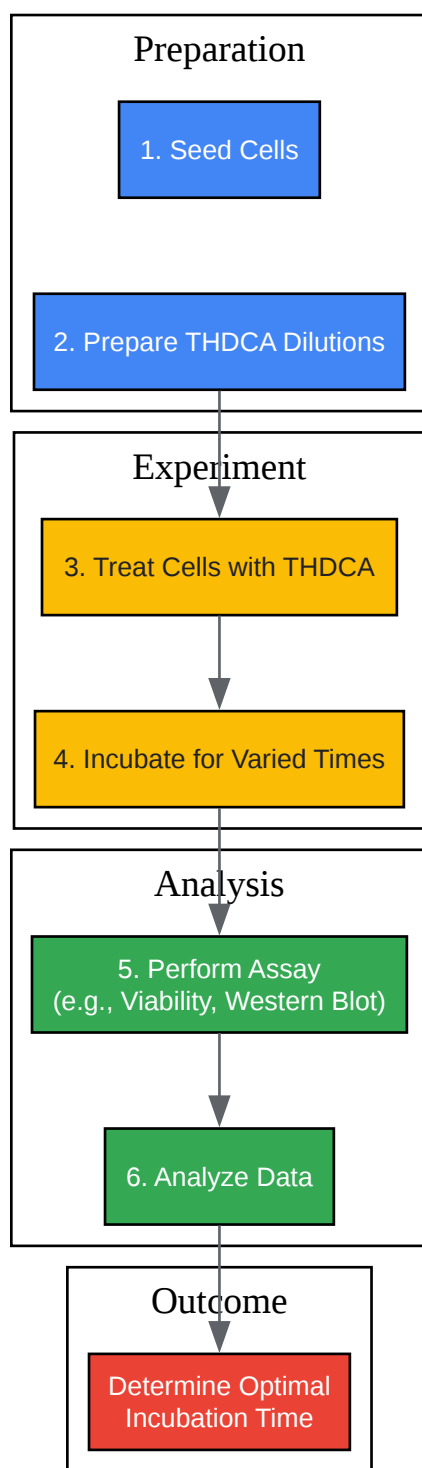 Preparation
1. Seed Cells
2. Prepare THDCA Dilutions
Experiment
3. Treat Cells with THDCA
4. Incubate for Varied Times
Analysis
5. Perform Assay
(e.g., Viability, Western Blot)
6. Analyze Data
Outcome
Determine Optimal
Incubation Time